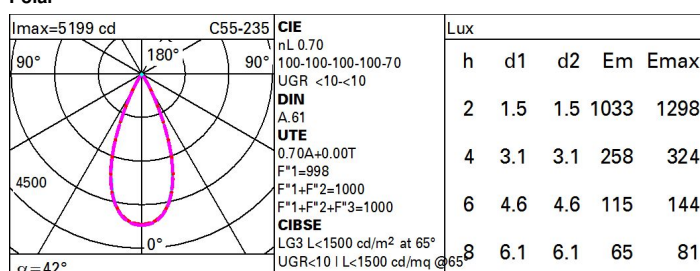 Imax=5199 cd C55-235
90° 180° 90°
4500
0°
α=42°
CIE
nL 0.70
100-100-100-100-70
UGR <10-<10
DIN
A.61
UTE
0.70A+0.00T
F"1=998
F"1+F"2=1000
F"1+F"2+F"3=1000
CIBSE
LG3 L<1500 cd/m² at 65°
UGR<10 | L<1500 cd/mq @65°
Lux
h d1 d2 Em Emax
2 1.5 1.5 1033 1298
4 3.1 3.1 258 324
6 4.6 4.6 115 144
8 6.1 6.1 65 81